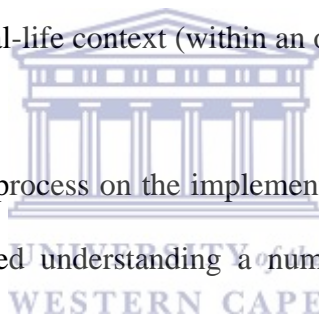 al-life context (within an o
process on the implemen
UNIVERSITY of the
ed understanding a num
WESTERN CAPE